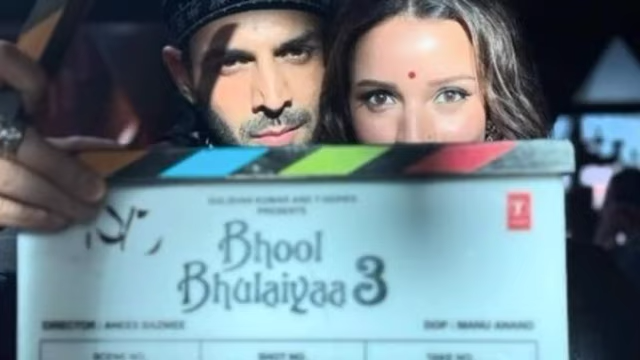 GULSHAN KUMAR AND T-SERIES
PRESENTS
T
Bhool
Bhulaiyaa 3
DIRECTOR : ANEES BAZMEE
DOP : MANU ANAND
SCENE NO.
SHOT NO.
TAKE NO.